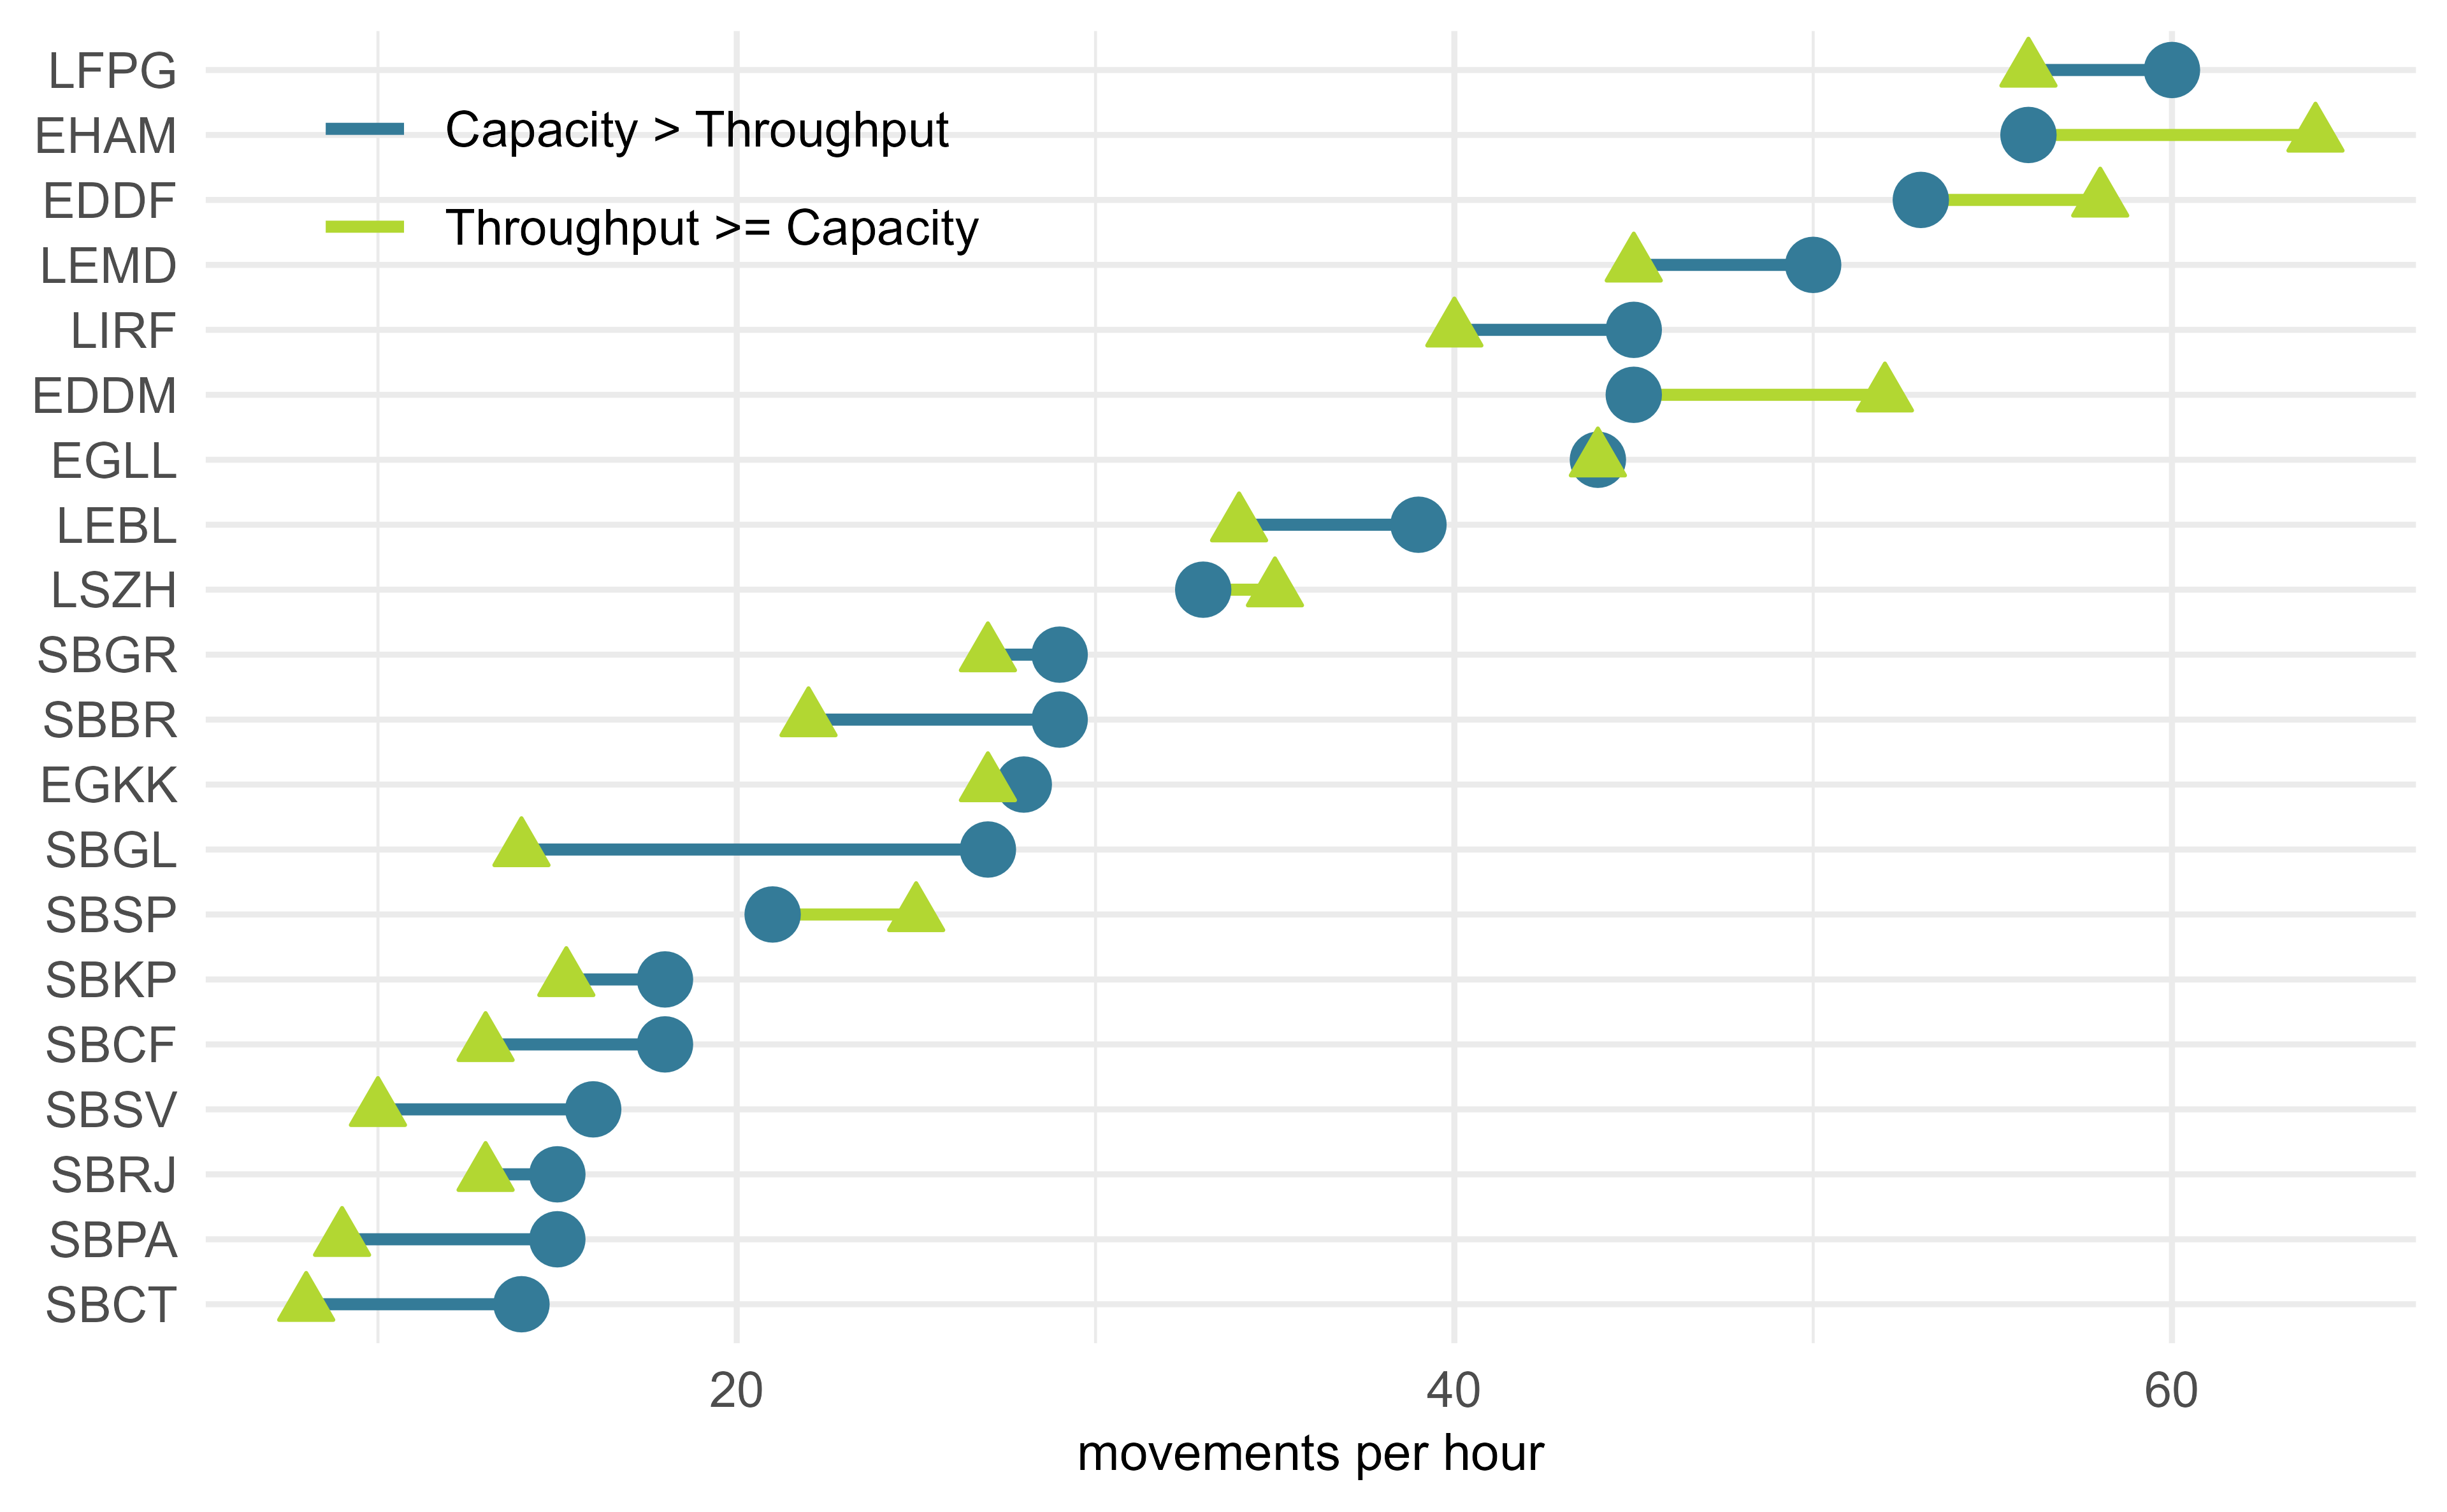 LFPG
EHAM
EDDF
LEMD
LIRF
EDDM
EGLL
LEBL
LSZH
SBGR
SBBR
EGKK
SBGL
SBSP
SBKP
SBCF
SBSV
SBRJ
SBPA
SBCT
Capacity > Throughput
Throughput >= Capacity
20 40 60
movements per hour